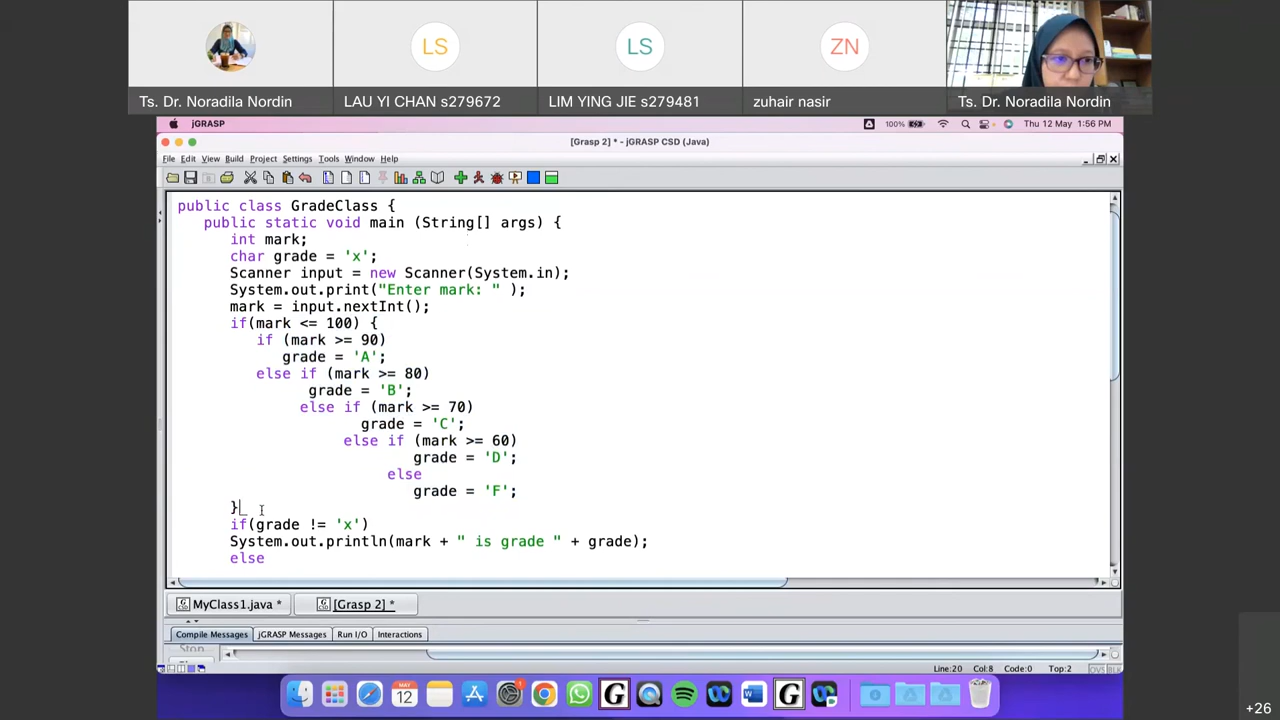 LS
LS
ZN
Ts. Dr. Noradila Nordin
LAU YI CHAN s279672
LIM YING JIE s279481
zuhair nasir
Ts. Dr. Noradila Nordin
jGRASP
100%
Thu 12 May 1:56 PM
[Grasp 2] * - jGRASP CSD (Java)
File Edit View Build Project Settings Tools Window Help
public class GradeClass {
public static void main (String[] args) {
int mark;
char grade = 'x';
Scanner input = new Scanner(System.in);
System.out.print("Enter mark: " );
mark = input.nextInt();
if(mark <= 100) {
if (mark >= 90)
grade = 'A';
else if (mark >= 80)
grade = 'B';
else if (mark >= 70)
grade = 'C';
else if (mark >= 60)
grade = 'D';
else
grade = 'F';
}
if(grade != 'x')
System.out.println(mark + " is grade " + grade);
else
MyClass1.java *
[Grasp 2] *
Compile Messages
jGRASP Messages
Run I/O
Interactions
Stop
Line:20 Col:8 Code:0 Top:2
OVS BLK
MAY
12
+26